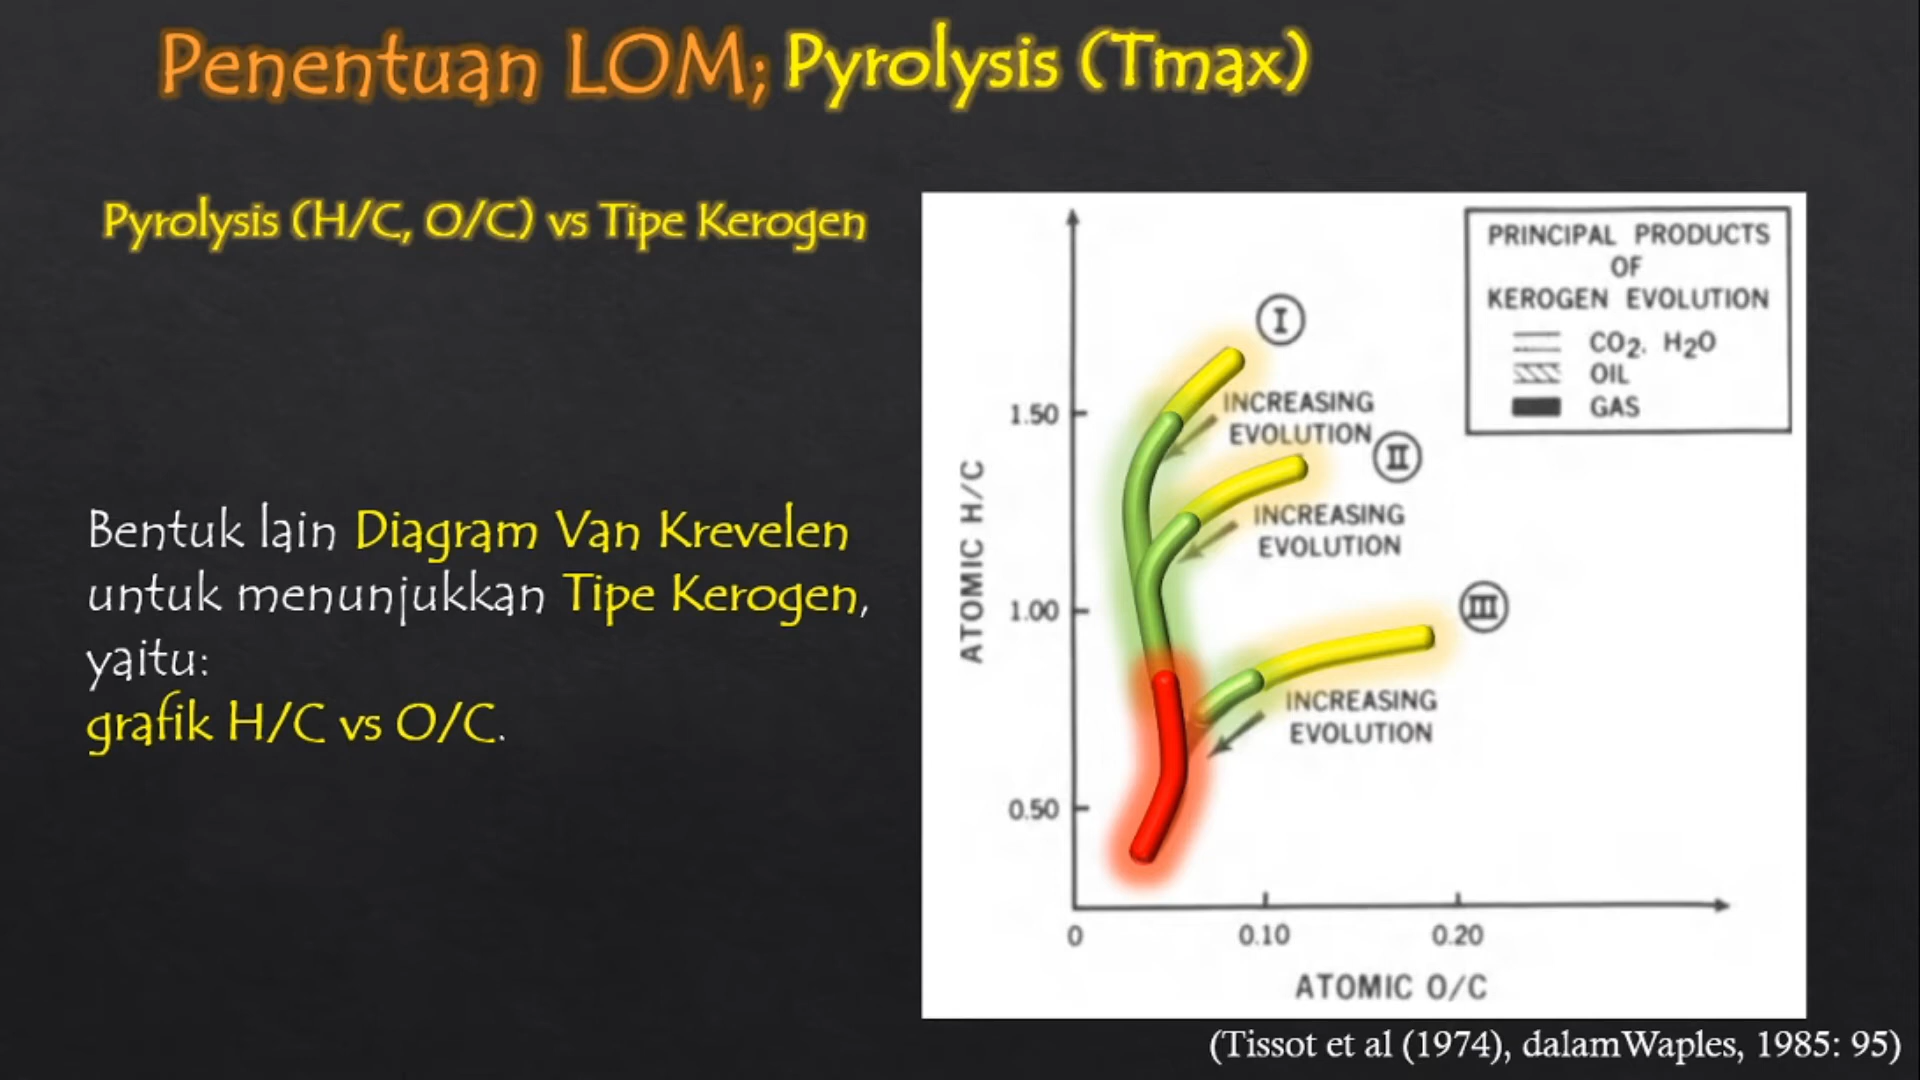 Penentuan LOM; Pyrolysis (Tmax)
Pyrolysis (H/C, O/C) vs Tipe Kerogen
Bentuk lain Diagram Van Krevelen
untuk menunjukkan Tipe Kerogen,
yaitu:
grafik H/C vs O/C.
PRINCIPAL PRODUCTS
OF
KEROGEN EVOLUTION
CO2. H2O
OIL
GAS
I
INCREASING
EVOLUTION
II
INCREASING
EVOLUTION
III
INCREASING
EVOLUTION
ATOMIC H/C
1.50
1.00
0.50
0
0.10
0.20
ATOMIC O/C
(Tissot et al (1974), dalamWaples, 1985: 95)